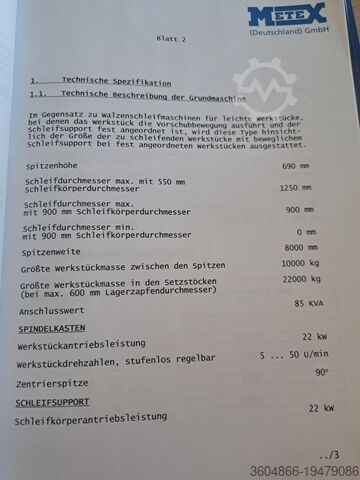 METEX
(Deutschland) GmbH
Blatt 2
1. Technische Spezifikation
1.1. Technische Beschreibung der Grundmaschine
Im Gegensatz zu Walzenschleifmaschinen für leichte Werkstücke,
bei denen das Werkstück die Vorschubbewegung ausführt und der
Schleifsupport fest angeordnet ist, wird diese Type hinsicht-
lich der Größe der zu schleifenden Werkstücke mit beweglichem
Schleifsupport bei fest angeordneten Werkstücken ausgestattet.
Spitzenhöhe 690 mm
Schleifdurchmesser max. mit 550 mm
Schleifkörperdurchmesser 1250 mm
Schleifdurchmesser max.
mit 900 mm Schleifkörperdurchmesser 900 mm
Schleifdurchmesser min.
mit 900 mm Schleifkörperdurchmesser 0 mm
Spitzenweite 8000 mm
Größte Werkstückmasse zwischen den Spitzen 10000 kg
Größte Werkstückmasse in den Setzstöcken 22000 kg
(bei max. 600 mm Lagerzapfendurchmesser)
Anschlusswert 85 KVA
SPINDELKASTEN
Werkstückantriebsleistung 22 kW
Werkstückdrehzahlen, stufenlos regelbar 5 ... 50 U/min
Zentrierspitze 90°
SCHLEIFSUPPORT
Schleifkörperantriebsleistung 22 kW
../3
3604866-19479086